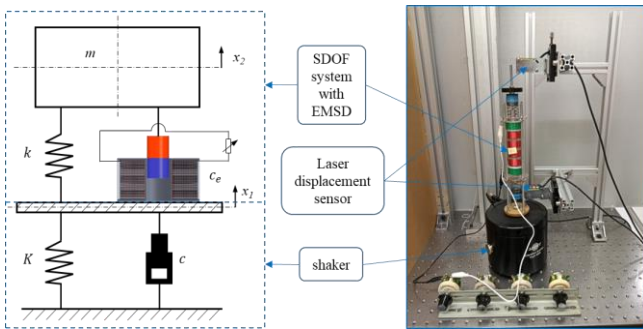 m
x2
k
ce
x1
K
c
SDOF
system
with
EMSD
Laser
displacement
sensor
shaker